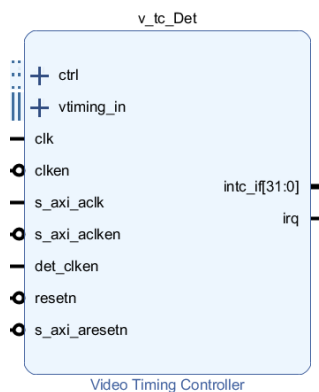 v_tc_Det
ctrl
vtiming_in
clk
clken
s_axi_aclk
s_axi_aclken
det_clken
resetn
s_axi_aresetn
intc_if[31:0]
irq
Video Timing Controller